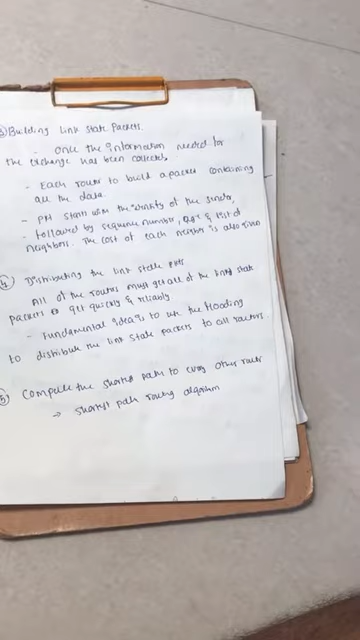 ③ Building Link State Packets.
- Once the information needed for
the exchange has been collected,
- Each router to build a packet containing
all the data.
- Pkt starts with the identity of the sender,
- followed by sequence number, age & list of
neighbors. The cost of each neighbor is also given
④ Distributing the link state pkts
All of the routers must get all of the link state
packets to get quickly & reliably
- Fundamental idea is to use the flooding
to distribute the link state packets to all routers.
⑤ Compute the shortest path to every other router
→ shortest path routing algorithm